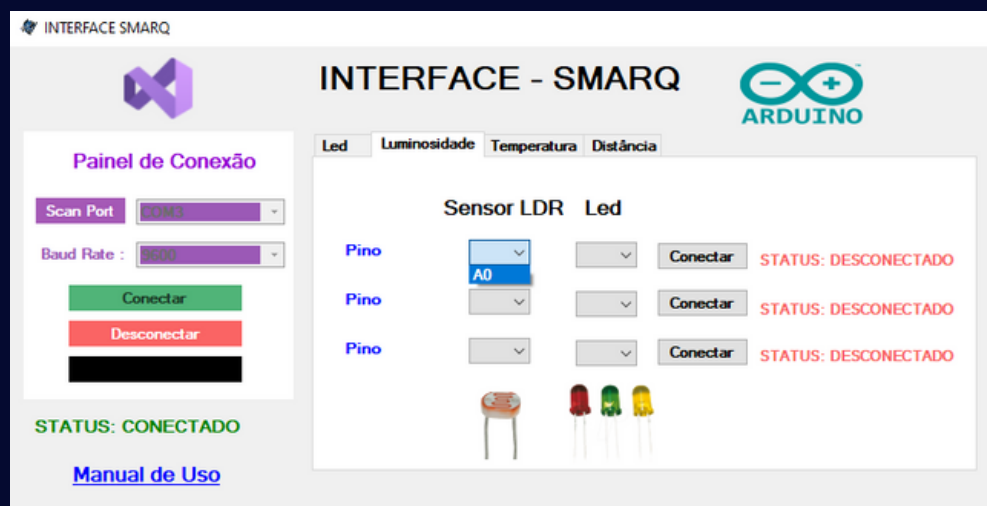 INTERFACE SMARQ
INTERFACE - SMARQ
ARDUINO
Painel de Conexão
Scan Port
COM3
Baud Rate :
9600
Conectar
Desconectar
STATUS: CONECTADO
Manual de Uso
Led Luminosidade Temperatura Distância
Sensor LDR Led
Pino Conectar STATUS: DESCONECTADO
A0
Pino Conectar STATUS: DESCONECTADO
Pino Conectar STATUS: DESCONECTADO